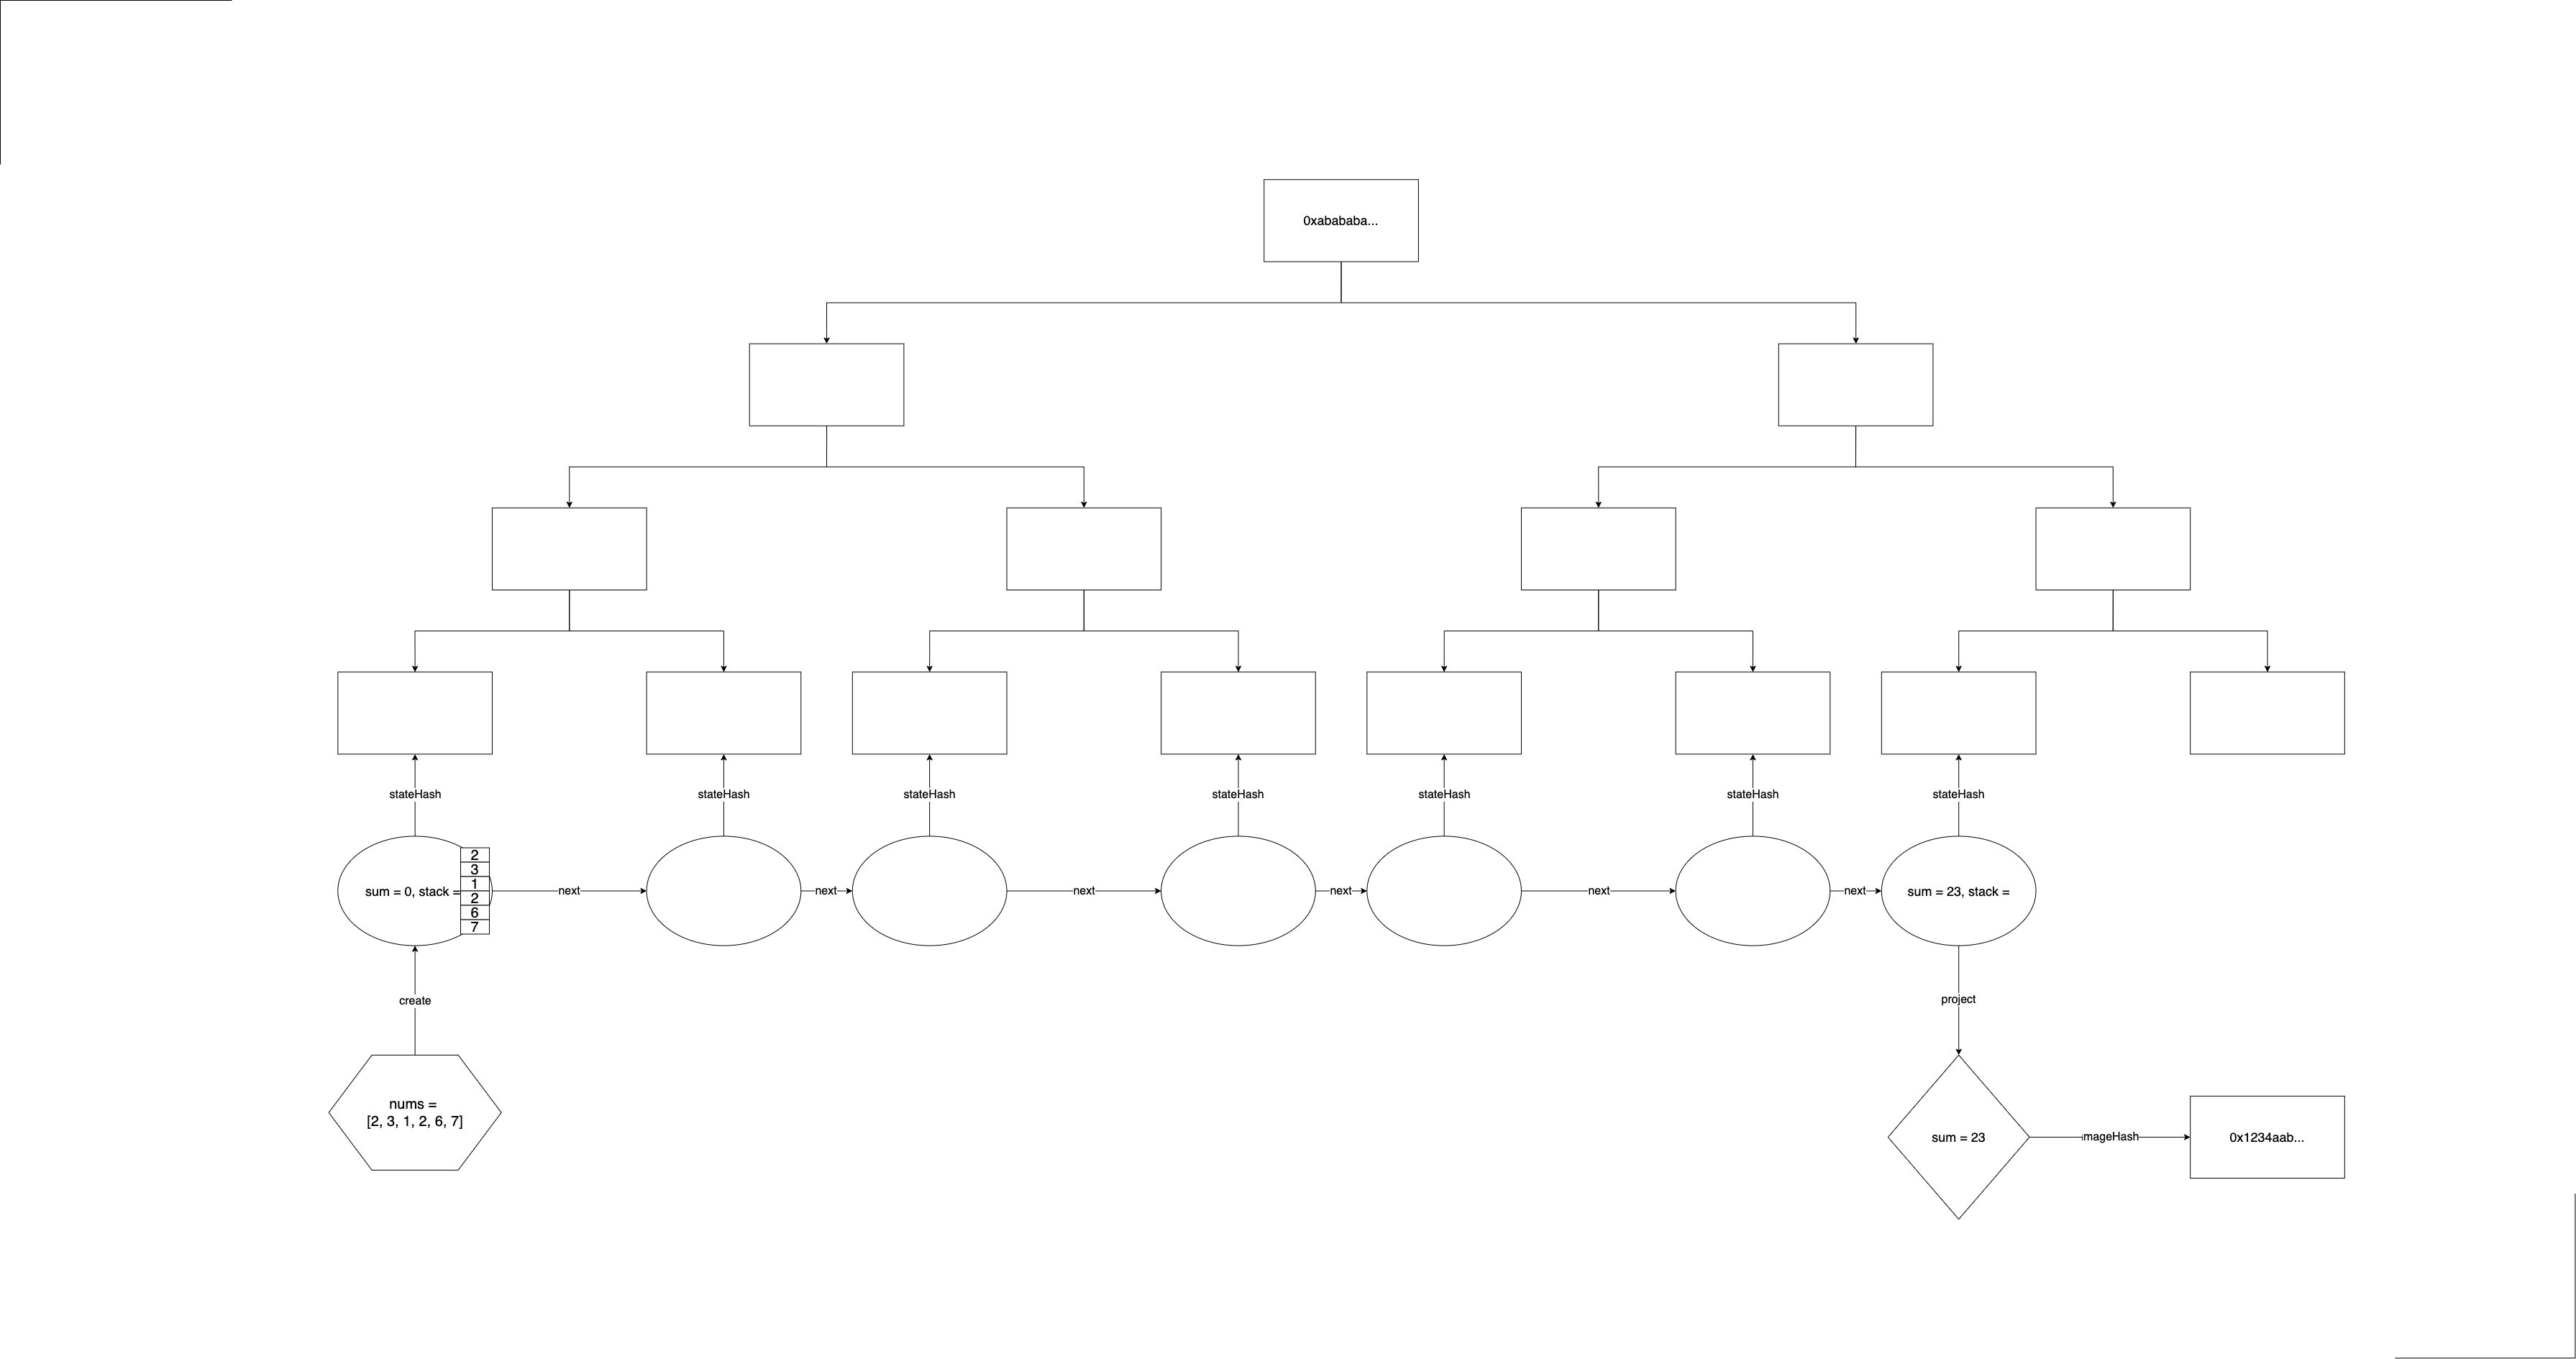 0xabababa...
stateHash
stateHash
stateHash
stateHash
stateHash
stateHash
stateHash
sum = 0, stack =
2
3
1
2
6
7
next
next
next
next
next
next
sum = 23, stack =
create
project
nums =
[2, 3, 1, 2, 6, 7]
sum = 23
imageHash
0x1234aab...